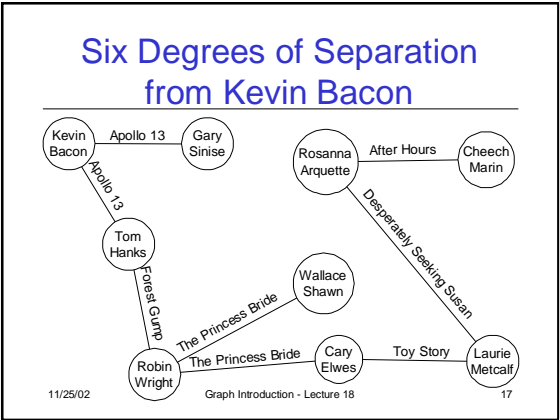 Six Degrees of Separation
from Kevin Bacon
Kevin
Bacon
Apollo 13
Gary
Sinise
Rosanna
Arquette
After Hours
Cheech
Marin
Apollo 13
Tom
Hanks
Desperately Seeking Susan
Forest Gump
Wallace
Shawn
The Princess Bride
Robin
Wright
The Princess Bride
Cary
Elwes
Toy Story
Laurie
Metcalf
11/25/02
Graph Introduction - Lecture 18
17